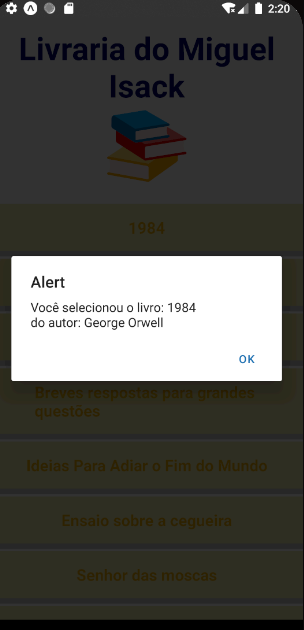 2:20
Livraria do Miguel
Isack
1984
Alert
Você selecionou o livro: 1984
do autor: George Orwell
OK
Breves respostas para grandes
questões
Ideias Para Adiar o Fim do Mundo
Ensaio sobre a cegueira
Senhor das moscas